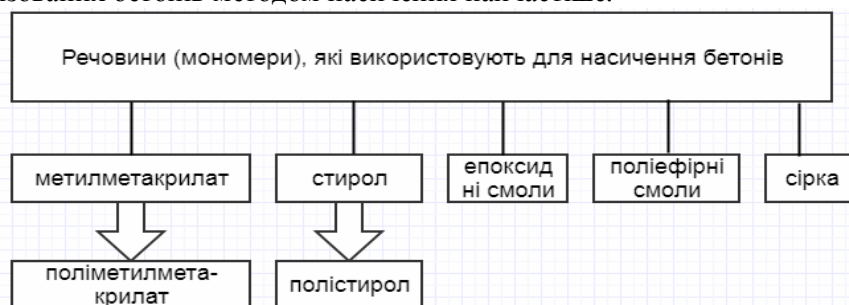 Речовини (мономери), які використовують для насичення бетонів
метилметакрилат
стирол
епоксид
ні смоли
поліефірні
смоли
сірка
поліметилмета-
крилат
полістирол